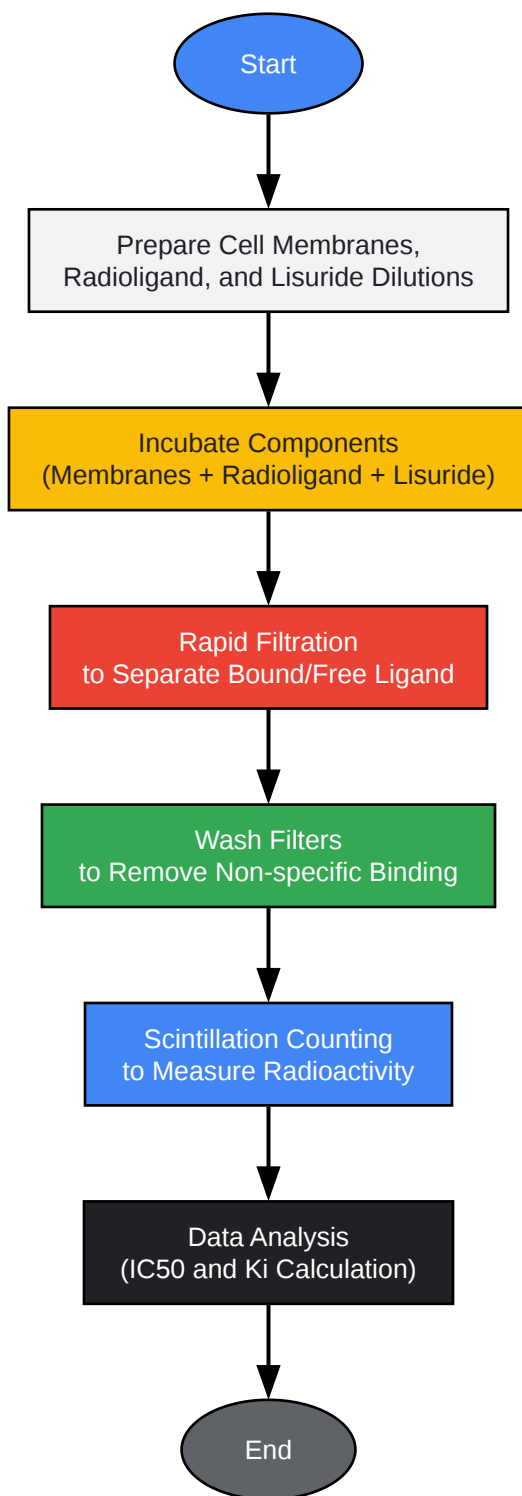 Start
Prepare Cell Membranes,
Radioligand, and Lisuride Dilutions
Incubate Components
(Membranes + Radioligand + Lisuride)
Rapid Filtration
to Separate Bound/Free Ligand
Wash Filters
to Remove Non-specific Binding
Scintillation Counting
to Measure Radioactivity
Data Analysis
(IC50 and Ki Calculation)
End